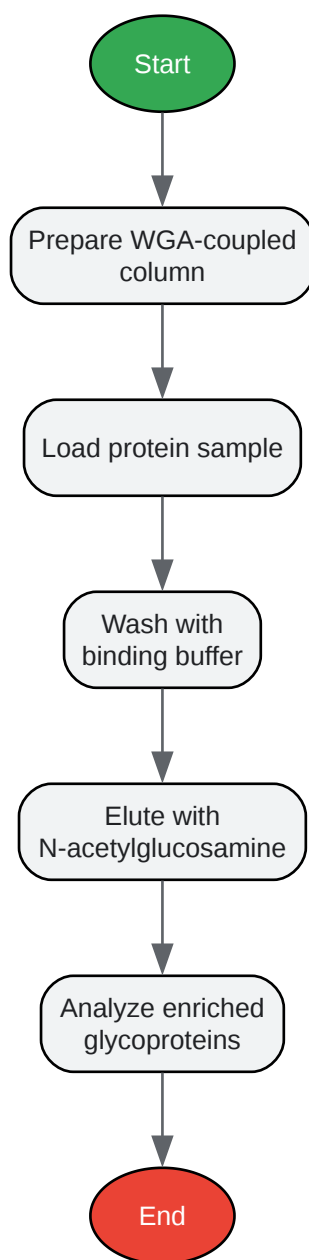 Start
Prepare WGA-coupled
column
Load protein sample
Wash with
binding buffer
Elute with
N-acetylglucosamine
Analyze enriched
glycoproteins
End